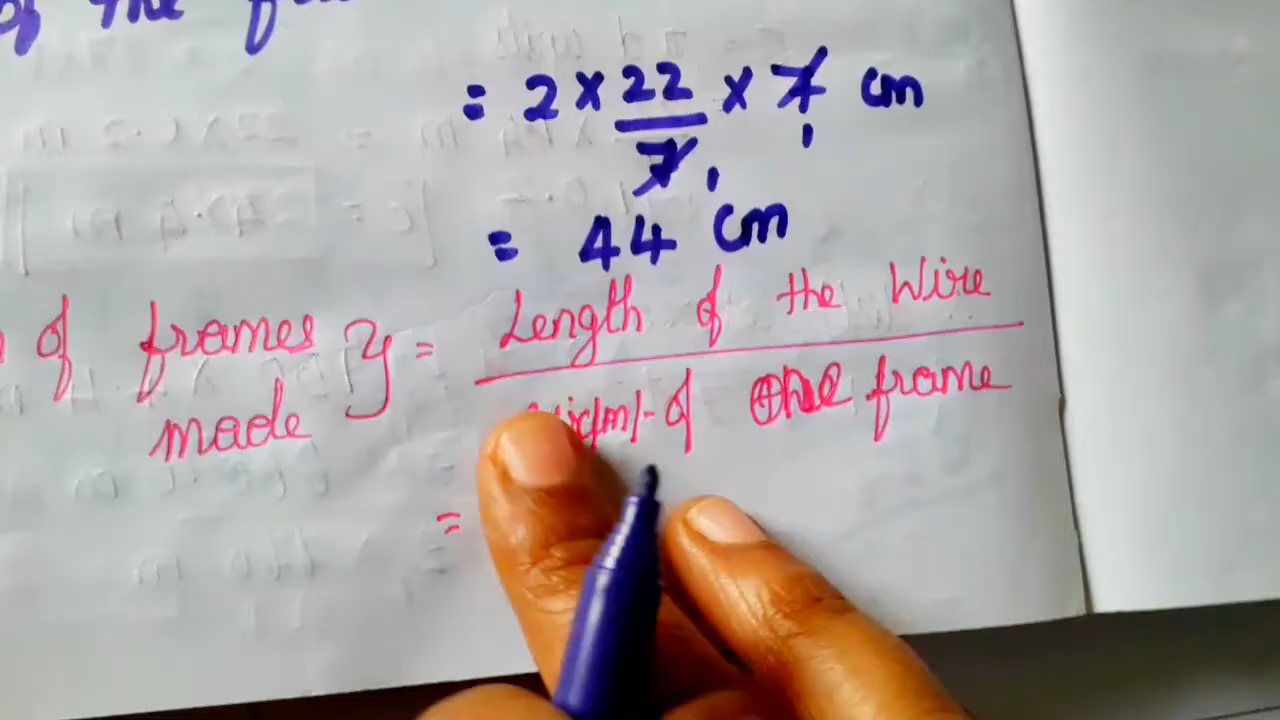 of the
= 2 × 22/7 × 7 cm
= 44 cm
of frames made } = Length of the Wire / of one frame
=